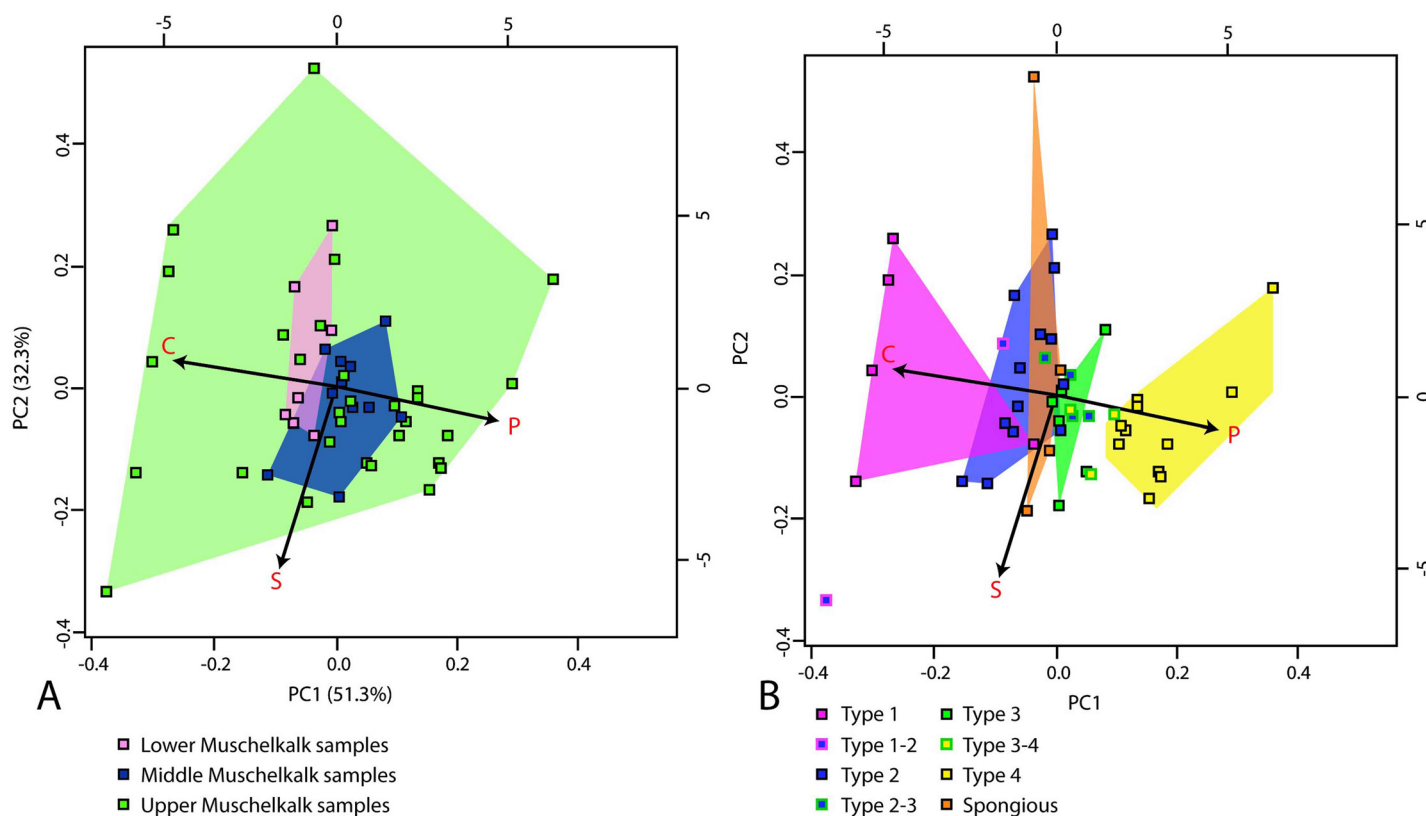 -5 0 5
0.4
0.2
0.0
-0.2
-0.4
PC2 (32.3%)
5
0
-5
C
P
S
-0.4 -0.2 0.0 0.2 0.4
PC1 (51.3%)
A
Lower Muschelkalk samples
Middle Muschelkalk samples
Upper Muschelkalk samples
-5 0 5
0.4
0.2
0.0
-0.2
-0.4
PC2
5
0
-5
C
P
S
-0.4 -0.2 0.0 0.2 0.4
PC1
B
Type 1
Type 1-2
Type 2
Type 2-3
Type 3
Type 3-4
Type 4
Spongious